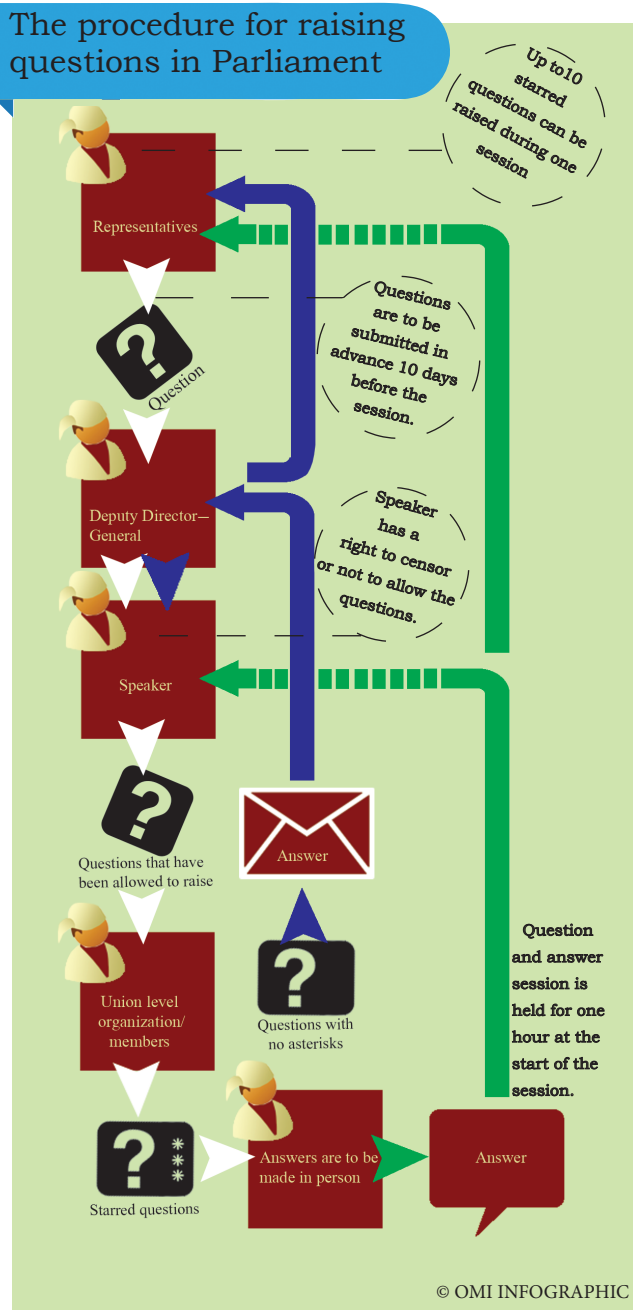 The procedure for raising
questions in Parliament
Up to10
starred
questions can be
raised during one
session
Representatives
Questions
are to be
submitted in
advance 10 days
before the
session.
Question
Deputy Director—
General
Speaker
has a
right to censor
or not to allow the
questions.
Speaker
Questions that have
been allowed to raise
Answer
Union level
organization/
members
Questions with
no asterisks
Question
and answer
session is
held for one
hour at the
start of the
session.
Starred questions
Answers are to be
made in person
Answer
© OMI INFOGRAPHIC